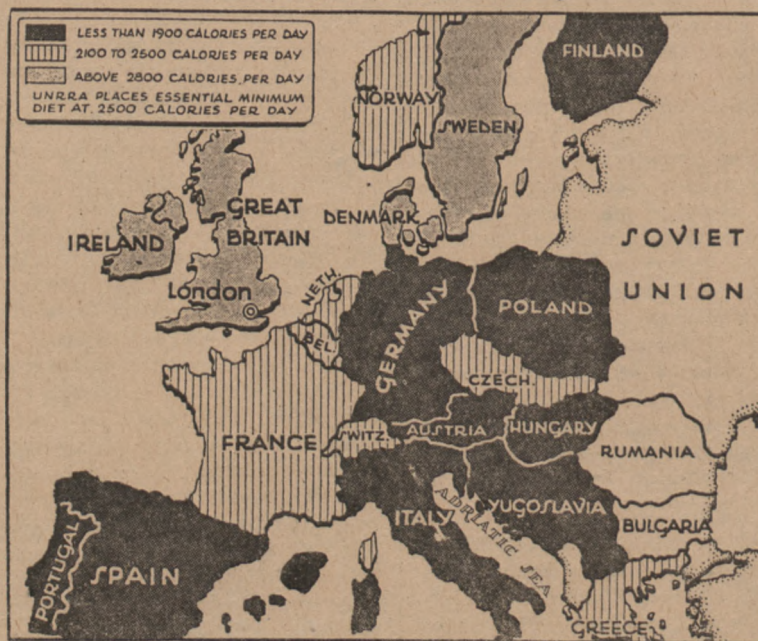 LESS THAN 1900 CALORIES PER DAY
2100 TO 2500 CALORIES PER DAY
ABOVE 2800 CALORIES PER DAY
UNRRA PLACES ESSENTIAL MINIMUM
DIET AT 2500 CALORIES PER DAY
FINLAND
NORWAY
SWEDEN
GREAT
BRITAIN
DENMARK
IRELAND
SOVIET
UNION
London
NETH.
BEL.
GERMANY
POLAND
CZECH.
FRANCE
SWITZ.
AUSTRIA
HUNGARY
RUMANIA
ITALY
ADRIATIC SEA
YUGOSLAVIA
BULGARIA
PORTUGAL
SPAIN
GREECE